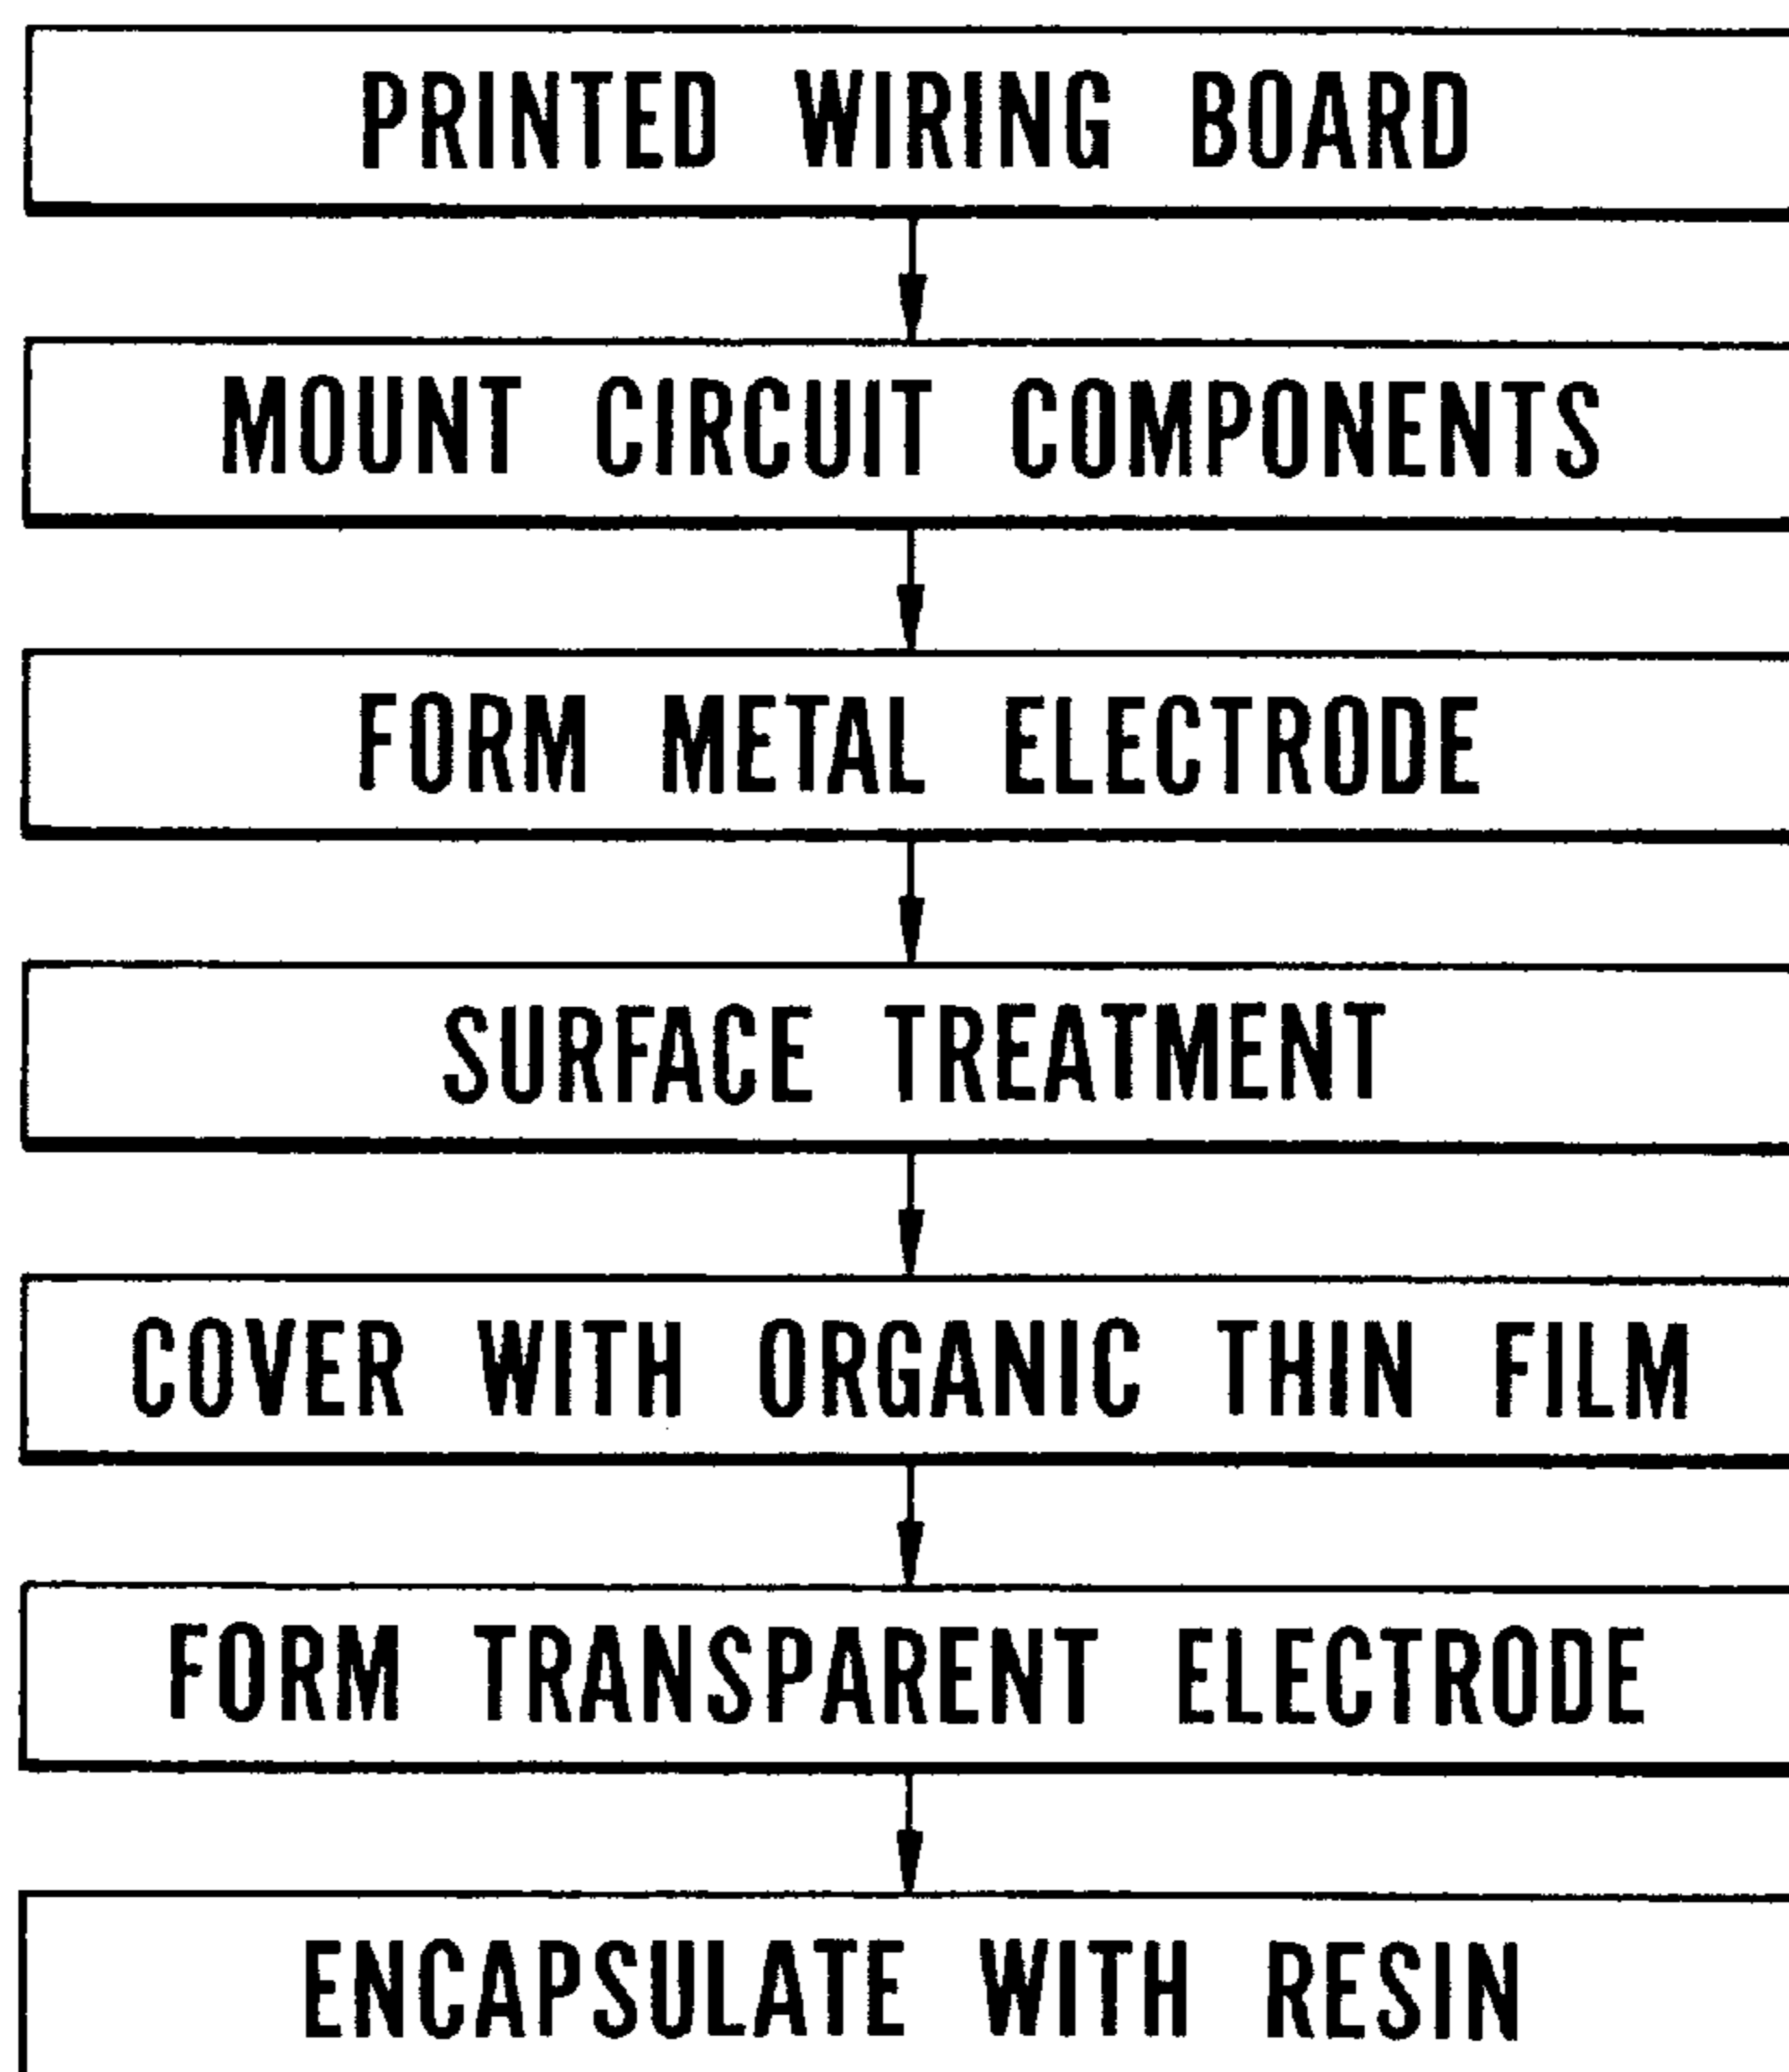 PRINTED WIRING BOARD
MOUNT CIRCUIT COMPONENTS
FORM METAL ELECTRODE
SURFACE TREATMENT
COVER WITH ORGANIC THIN FILM
FORM TRANSPARENT ELECTRODE
ENCAPSULATE WITH RESIN